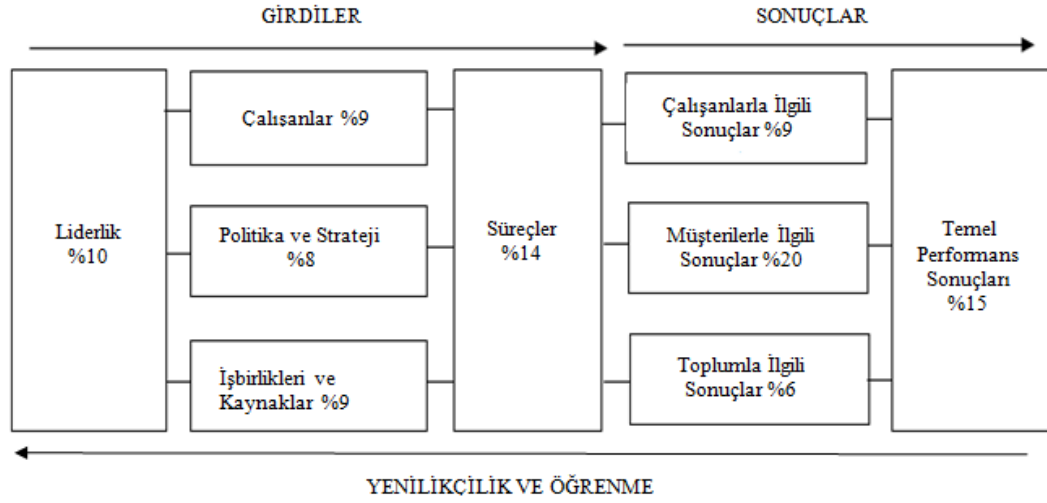 GİRDİLER
SONUÇLAR
Liderlik
%10
Çalışanlar %9
Politika ve Strateji
%8
İşbirlikleri ve
Kaynaklar %9
Süreçler
%14
Çalışanlarla İlgili
Sonuçlar %9
Müşterilerle İlgili
Sonuçlar %20
Toplumla İlgili
Sonuçlar %6
Temel
Performans
Sonuçları
%15
YENİLİKÇİLİK VE ÖĞRENME